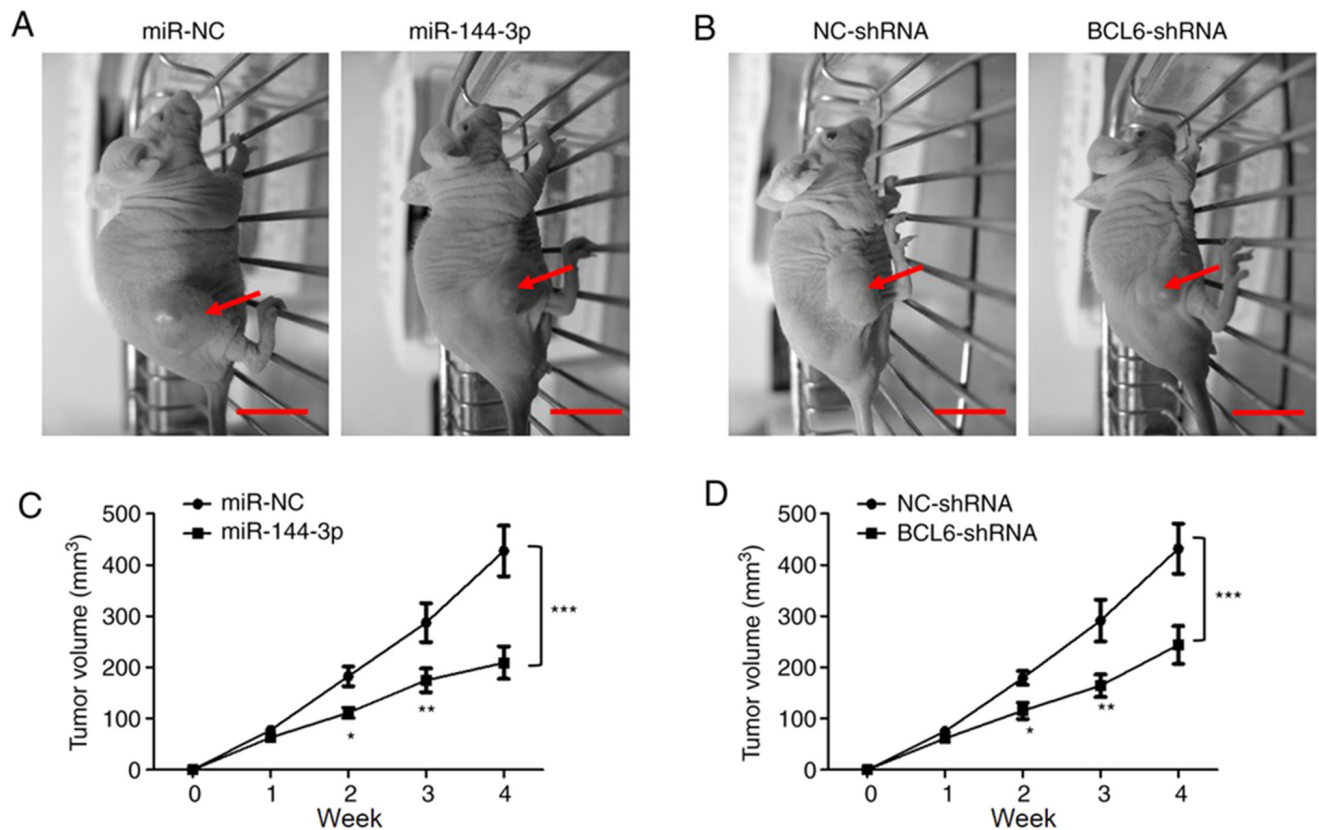 A
miR-NC
miR-144-3p
B
NC-shRNA
BCL6-shRNA
C
miR-NC
miR-144-3p
Tumor volume (mm³)
500
400
300
200
100
0
*
**
***
0 1 2 3 4
Week
D
NC-shRNA
BCL6-shRNA
Tumor volume (mm³)
500
400
300
200
100
0
*
**
***
0 1 2 3 4
Week